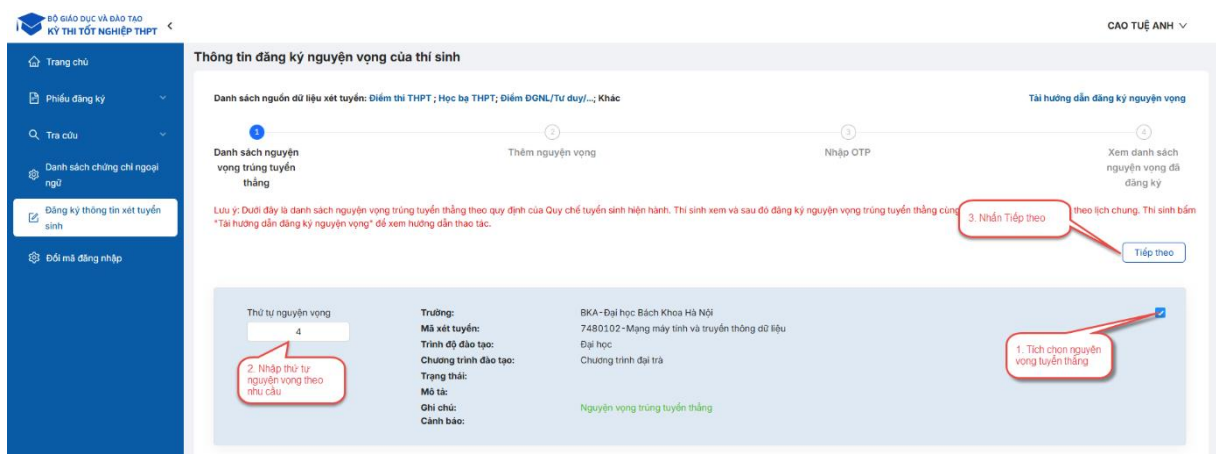 BỘ GIÁO DỤC VÀ ĐÀO TẠO
KỲ THI TỐT NGHIỆP THPT
CAO TUỆ ANH
Trang chủ
Phiếu đăng ký
Tra cứu
Danh sách chứng chỉ ngoại
ngữ
Đăng ký thông tin xét tuyển
sinh
Đổi mã đăng nhập
Thông tin đăng ký nguyện vọng của thí sinh
Danh sách nguồn dữ liệu xét tuyển: Điểm thi THPT ; Học bạ THPT; Điểm ĐGNL/Tư duy/...; Khác
Tải hướng dẫn đăng ký nguyện vọng
1
Danh sách nguyện
vọng trúng tuyển
thẳng
2
Thêm nguyện vọng
3
Nhập OTP
4
Xem danh sách
nguyện vọng đã
đăng ký
Lưu ý: Dưới đây là danh sách nguyện vọng trúng tuyển thẳng theo quy định của Quy chế tuyển sinh hiện hành. Thí sinh xem và sau đó đăng ký nguyện vọng trúng tuyển thẳng cùng theo lịch chung. Thí sinh bấm
"Tài hướng dẫn đăng ký nguyện vọng" để xem hướng dẫn thao tác.
3. Nhấn Tiếp theo
Tiếp theo
Thứ tự nguyện vọng
4
2. Nhập thứ tự
nguyện vọng theo
nhu cầu
Trường: BKA-Đại học Bách Khoa Hà Nội
Mã xét tuyển: 7480102-Mạng máy tính và truyền thông dữ liệu
Trình độ đào tạo: Đại học
Chương trình đào tạo: Chương trình đại trà
Trạng thái:
Mô tả:
Ghi chú: Nguyện vọng trúng tuyển thẳng
Cảnh báo:
1. Tích chọn nguyện
vọng tuyển thẳng